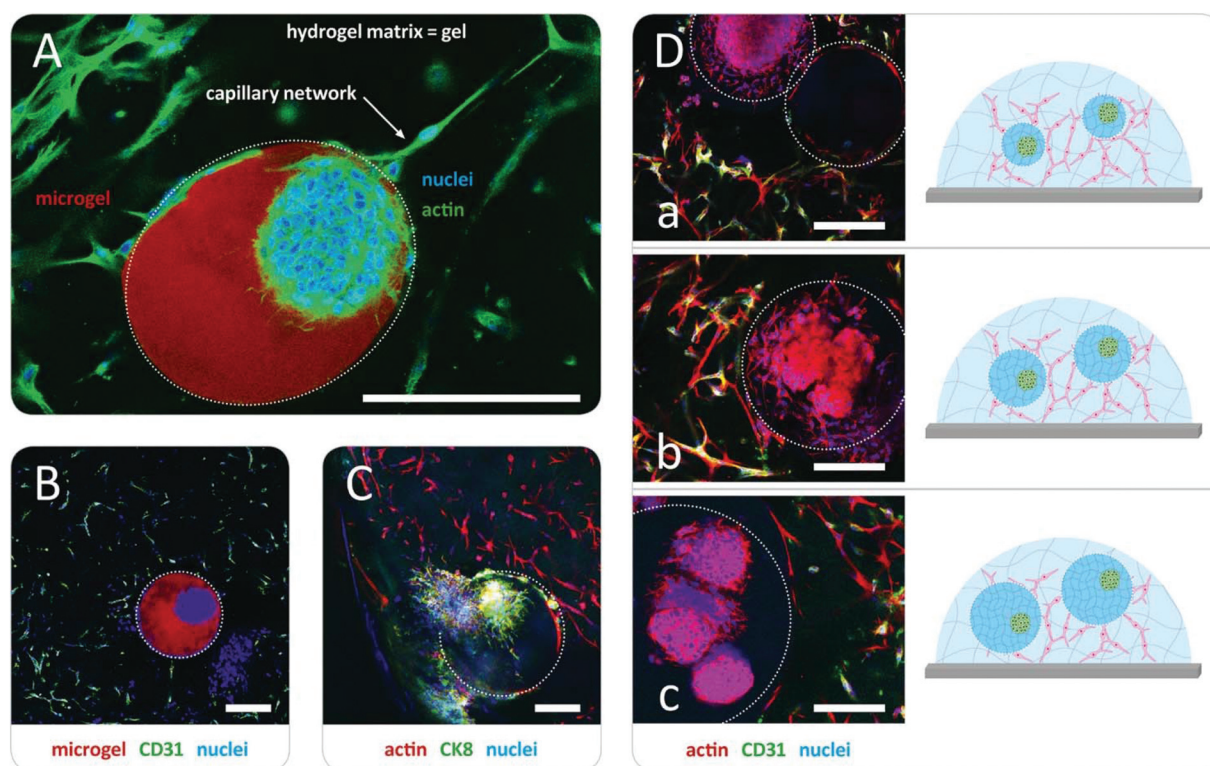 A
hydrogel matrix = gel
capillary network
microgel
nuclei
actin
B
microgel CD31 nuclei
C
actin CK8 nuclei
D
a
b
c
actin CD31 nuclei